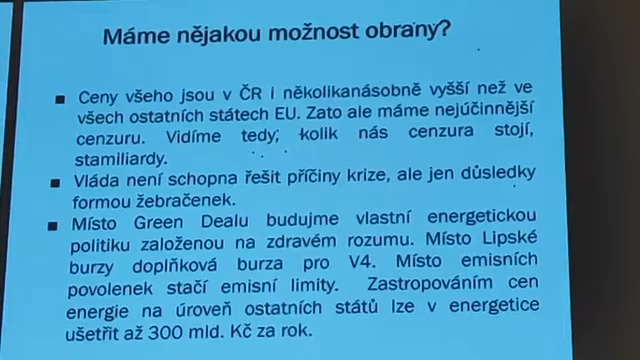 Máme nějakou možnost obrany?
▪ Ceny všeho jsou v ČR i několikanásobně vyšší než ve
všech ostatních státech EU. Zato ale máme nejúčinnější
cenzuru. Vidíme tedy, kolik nás cenzura stojí,
stamiliardy.
▪ Vláda není schopna řešit příčiny krize, ale jen důsledky
formou žebračenek.
▪ Místo Green Dealu budujme vlastní energetickou
politiku založenou na zdravém rozumu. Místo Lipské
burzy doplňková burza pro V4. Místo emisních
povolenek stačí emisní limity. Zastropováním cen
energie na úroveň ostatních států lze v energetice
ušetřit až 300 mld. Kč za rok.